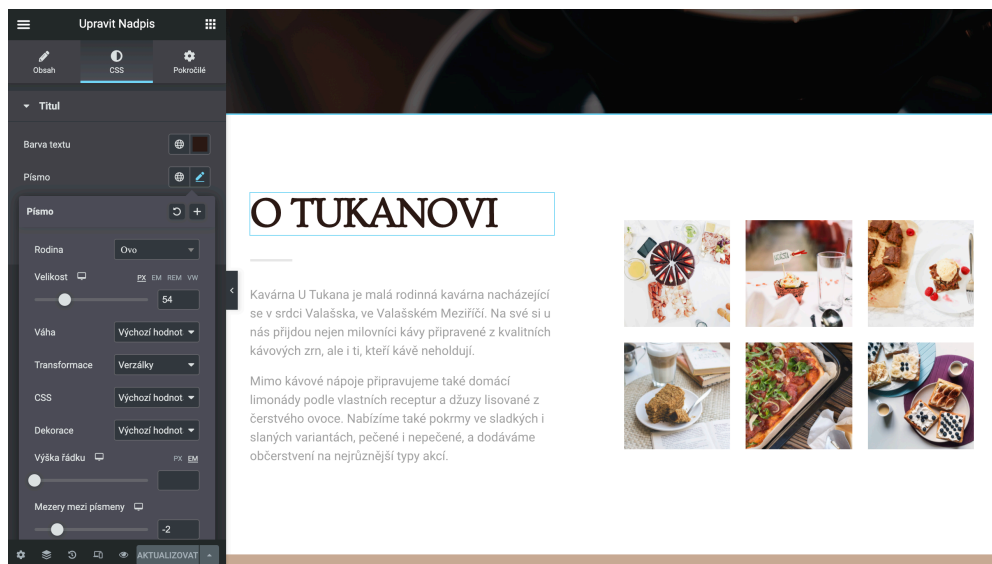 Upravit Nadpis
Obsah
CSS
Pokročilé
Titul
Barva textu
Písmo
Písmo
Rodina
Ovo
Velikost
PX EM REM VW
54
Váha
Výchozí hodnot
Transformace
Verzálky
CSS
Výchozí hodnot
Dekorace
Výchozí hodnot
Výška řádku
PX EM
Mezery mezi písmeny
-2
AKTUALIZOVAT
O TUKANOVI
Kavárna U Tukana je malá rodinná kavárna nacházející
se v srdci Valašska, ve Valašském Meziříčí. Na své si u
nás přijdou nejen milovníci kávy připravené z kvalitních
kávových zrn, ale i ti, kteří kávě neholdují.
Mimo kávové nápoje připravujeme také domácí
limonády podle vlastních receptur a džuzy lisované z
čerstvého ovoce. Nabízíme také pokrmy ve sladkých i
slaných variantách, pečené i nepečené, a dodáváme
občerstvení na nejrůznější typy akcí.